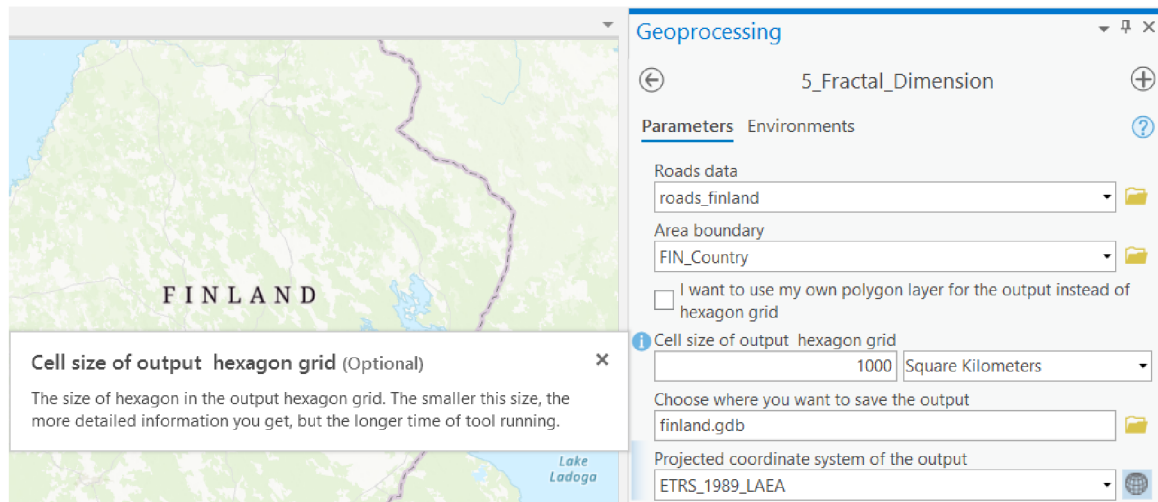 Geoprocessing
5_Fractal_Dimension
Parameters Environments
Roads data
roads_finland
Area boundary
FIN_Country
I want to use my own polygon layer for the output instead of
hexagon grid
Cell size of output hexagon grid
1000 Square Kilometers
Choose where you want to save the output
finland.gdb
Projected coordinate system of the output
ETRS_1989_LAEA
FINLAND
Cell size of output hexagon grid (Optional)
The size of hexagon in the output hexagon grid. The smaller this size, the
more detailed information you get, but the longer time of tool running.
Lake
Ladoga